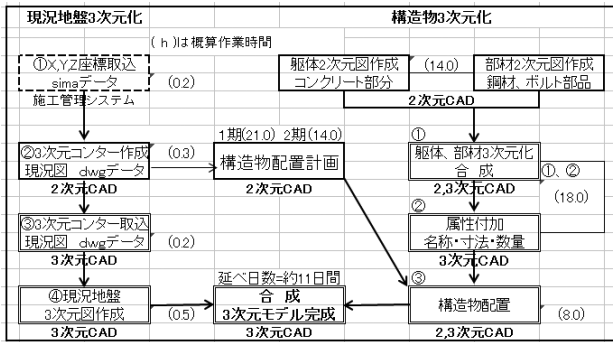 現況地盤3次元化
構造物3次元化
(h)は概算作業時間
①X,Y,Z座標取込
simaデータ
(0.2)
施工管理システム
躯体2次元図作成
コンクリート部分
(14.0)
部材2次元図作成
鋼材、ボルト部品
2次元CAD
②3次元コンター作成
現況図 dwgデータ
(0.3)
2次元CAD
1期(21.0) 2期(14.0)
構造物配置計画
2次元CAD
①
躯体、部材3次元化
合 成
2,3次元CAD
①、②
(18.0)
③3次元コンター取込
現況図 dwgデータ
(0.2)
3次元CAD
②
属性付加
名称・寸法・数量
3次元CAD
④現況地盤
3次元図作成
(0.5)
3次元CAD
延べ日数=約11日間
合 成
3次元モデル完成
3次元CAD
③
構造物配置
(8.0)
2,3次元CAD